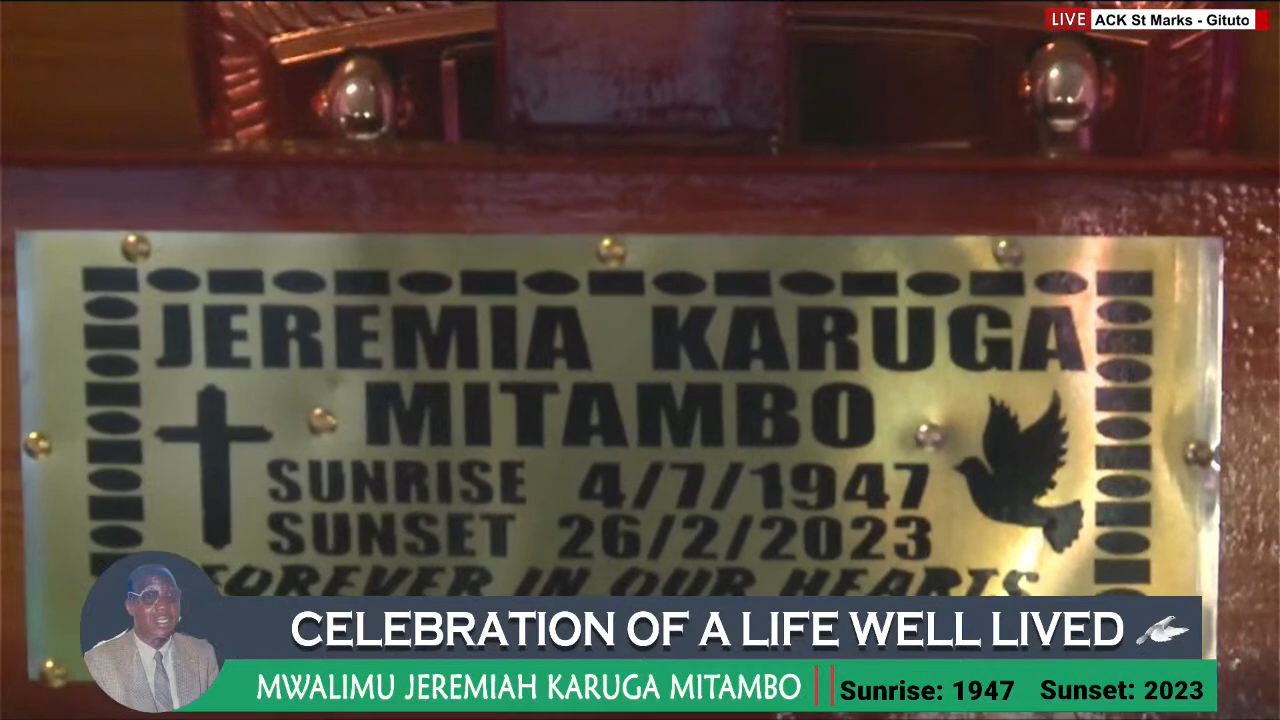 LIVE ACK St Marks - Gituto
JEREMIA KARUGA
MITAMBO
SUNRISE 4/7/1947
SUNSET 26/2/2023
FOREVER IN OUR HEARTS
CELEBRATION OF A LIFE WELL LIVED
MWALIMU JEREMIAH KARUGA MITAMBO || Sunrise: 1947 Sunset: 2023